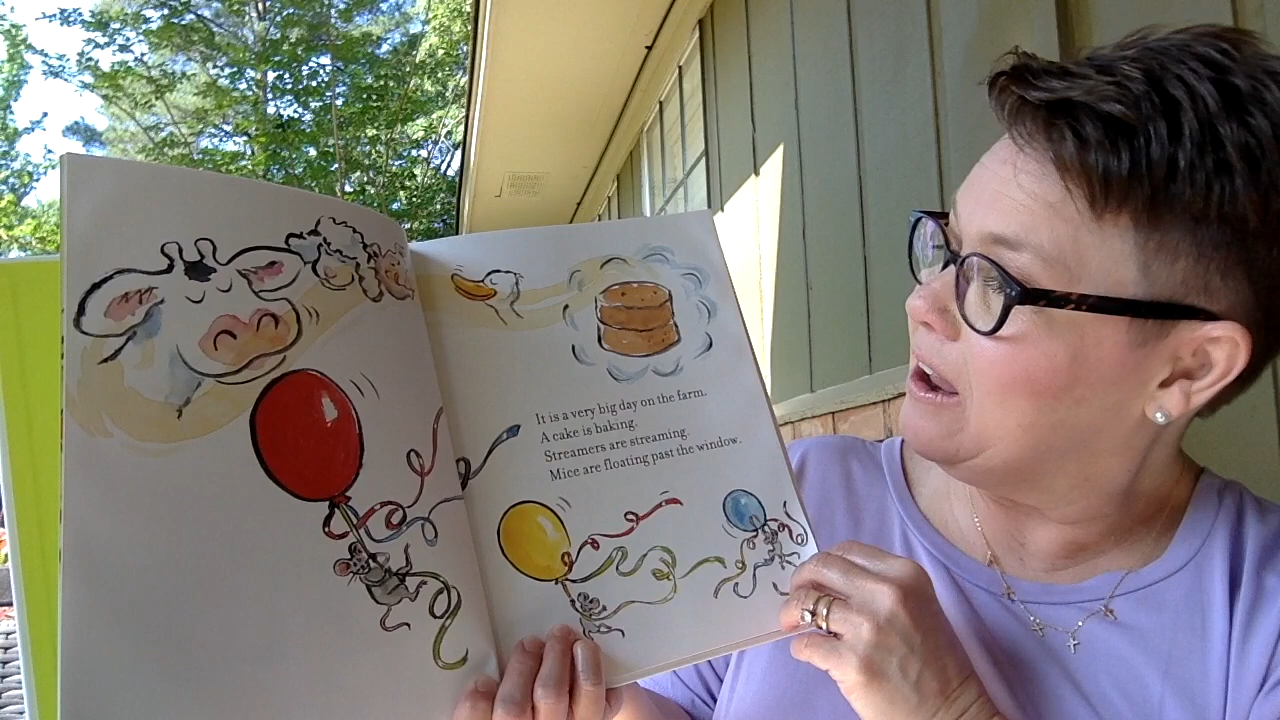 It is a very big day on the farm.
A cake is baking.
Streamers are streaming.
Mice are floating past the window.